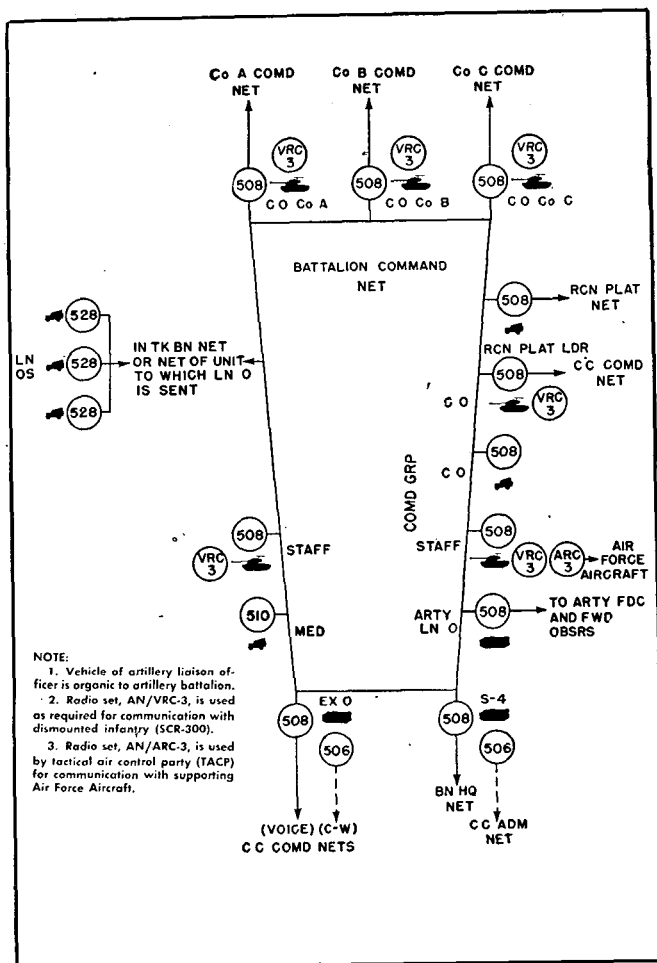 Co A COMD NET
Co B COMD NET
Co C COMD NET
VRC 3
VRC 3
VRC 3
508
508
508
CO Co A
CO Co B
CO Co C
BATTALION COMMAND NET
508
RCN PLAT NET
RCN PLAT LDR
528
528
528
LN OS
IN TK BN NET
OR NET OF UNIT
TO WHICH LN O
IS SENT
508
CC COMD NET
CO
VRC 3
508
CO
COMD GRP
508
STAFF
VRC 3
508
STAFF
VRC 3
ARC 3
AIR FORCE AIRCRAFT
510
MED
ARTY LN O
508
TO ARTY FDC
AND FWD
OBSRS
NOTE:
1. Vehicle of artillery liaison of-
ficer is organic to artillery battalion.
2. Radio set, AN/VRC-3, is used
as required for communication with
dismounted infantry (SCR-300).
3. Radio set, AN/ARC-3, is used
by tactical air control party (TACP)
for communication with supporting
Air Force Aircraft.
508
EX O
506
508
S-4
506
(VOICE) (C-W)
CC COMD NETS
BN HQ NET
CC ADM NET